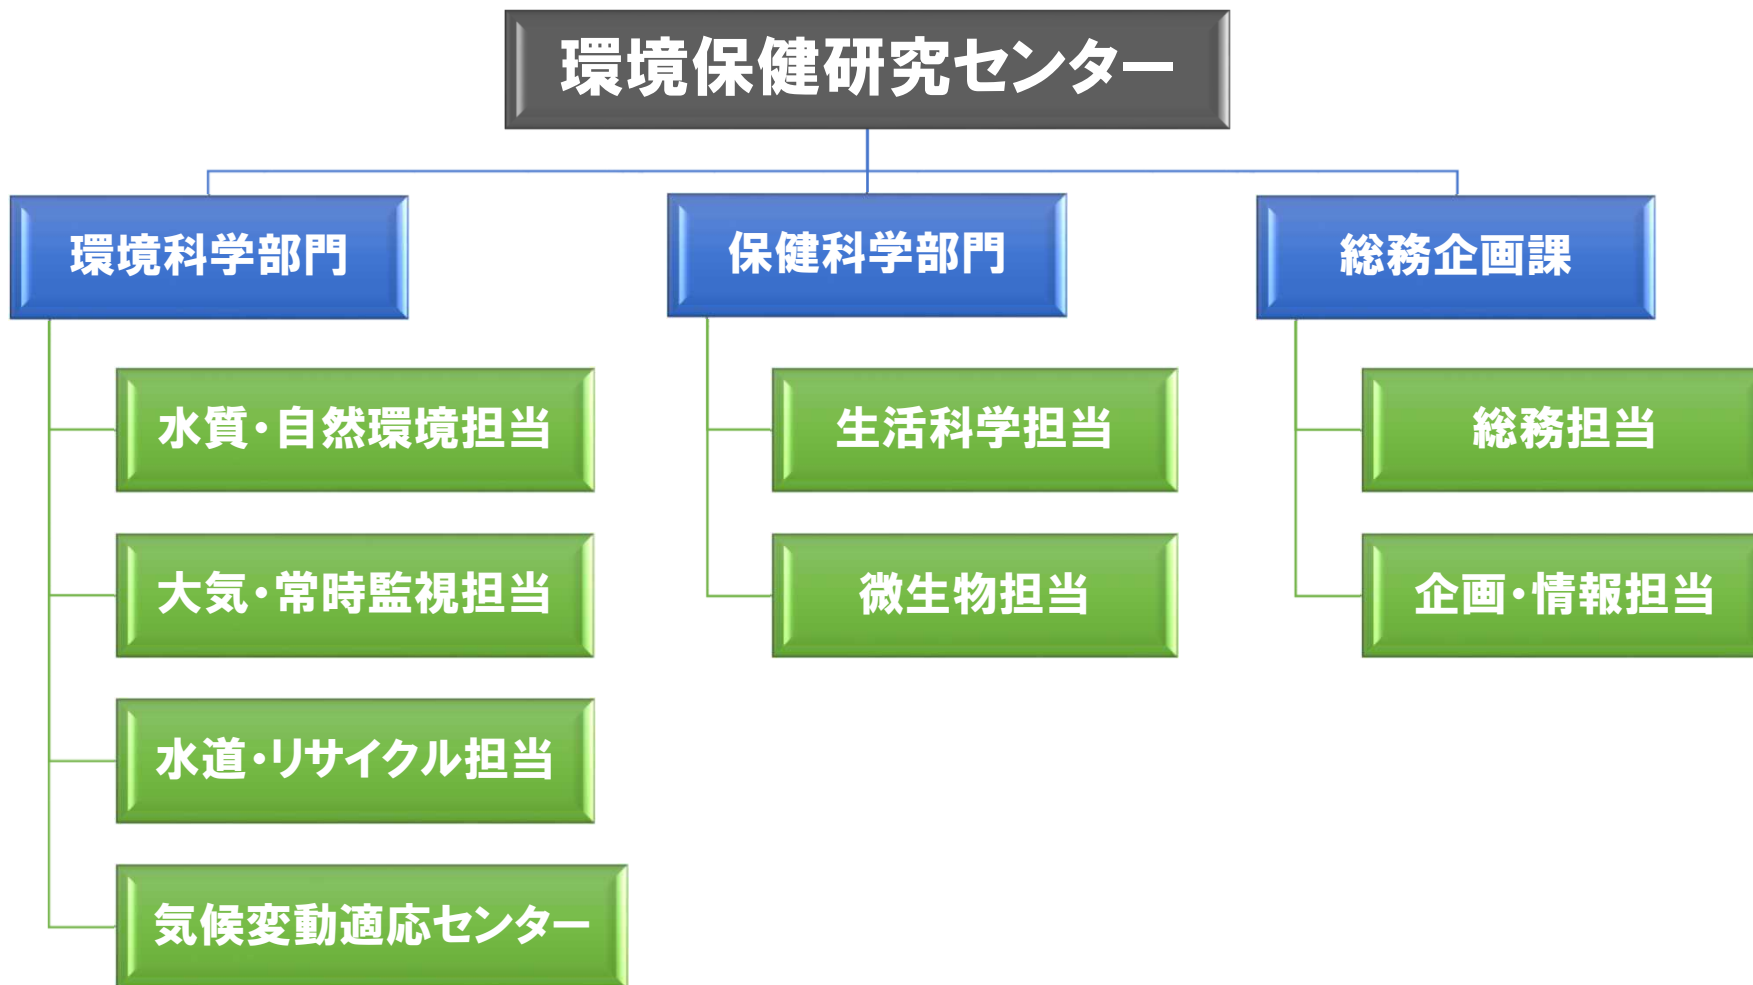 環境保健研究センター
環境科学部門
水質・自然環境担当
大気・常時監視担当
水道・リサイクル担当
気候変動適応センター
保健科学部門
生活科学担当
微生物担当
総務企画課
総務担当
企画・情報担当